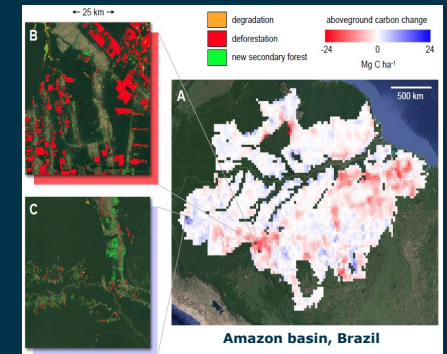 ← 25 km →
degradation
deforestation
new secondary forest
aboveground carbon change
-24
24
Mg C ha⁻¹
B
A
500 km
C
Amazon basin, Brazil